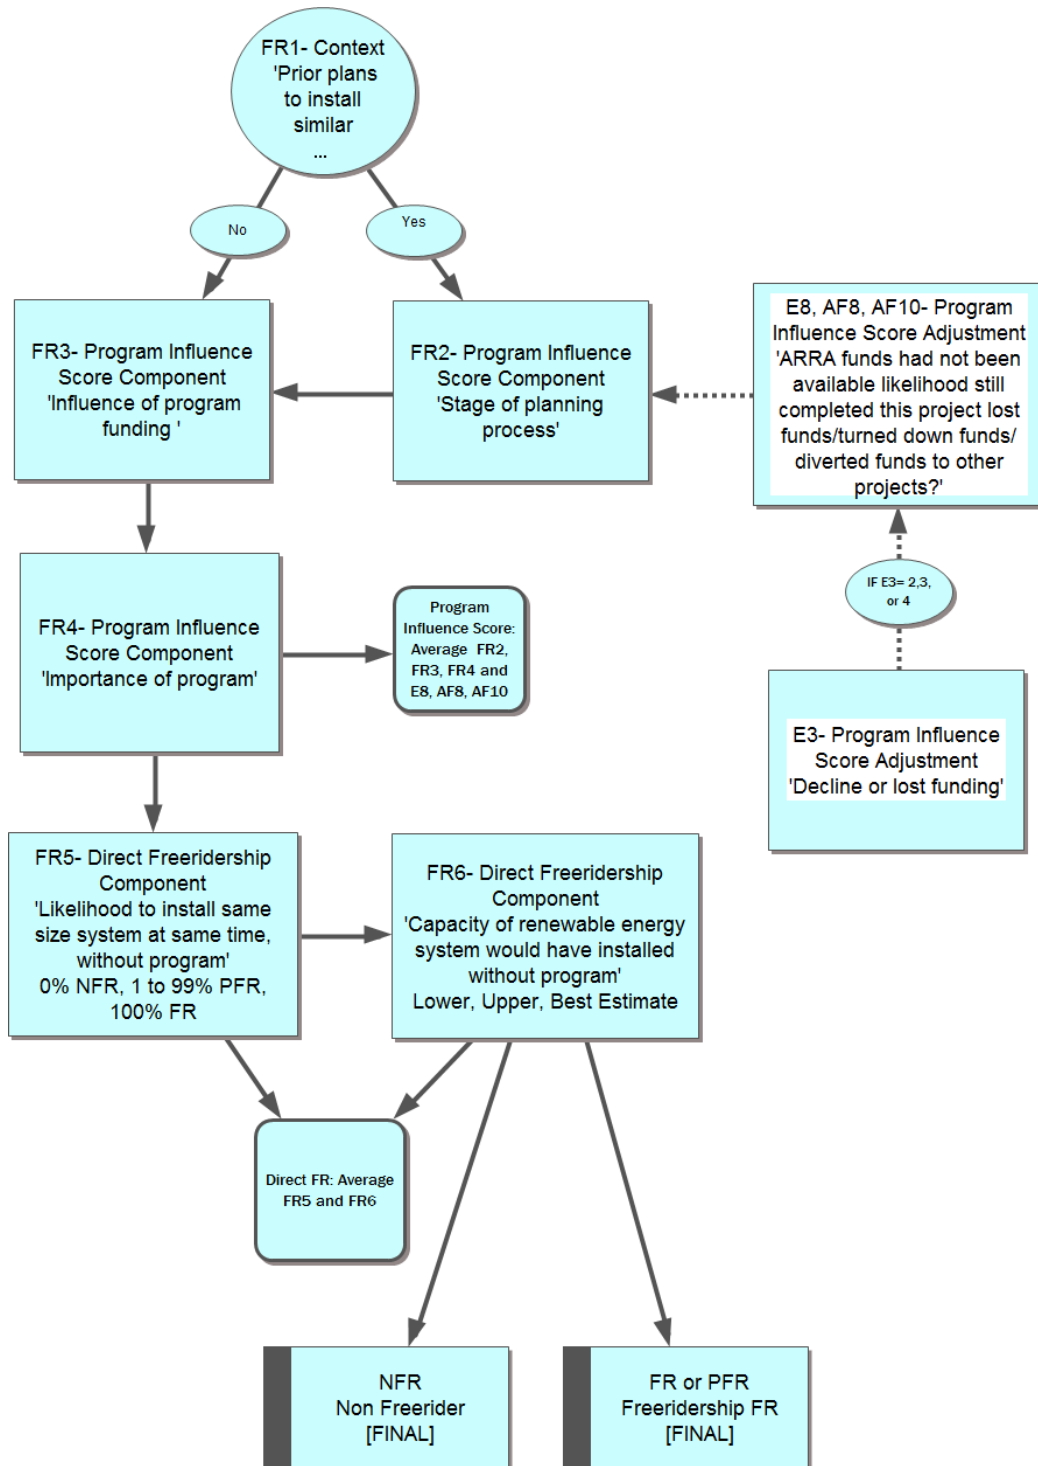 FR1- Context
'Prior plans
to install
similar
...
No
Yes
FR3- Program Influence
Score Component
'Influence of program
funding '
FR2- Program Influence
Score Component
'Stage of planning
process'
E8, AF8, AF10- Program
Influence Score Adjustment
'ARRA funds had not been
available likelihood still
completed this project lost
funds/turned down funds/
diverted funds to other
projects?'
IF E3= 2,3,
or 4
FR4- Program Influence
Score Component
'Importance of program'
Program
Influence Score:
Average FR2,
FR3, FR4 and
E8, AF8, AF10
E3- Program Influence
Score Adjustment
'Decline or lost funding'
FR5- Direct Freeridership
Component
'Likelihood to install same
size system at same time,
without program'
0% NFR, 1 to 99% PFR,
100% FR
FR6- Direct Freeridership
Component
'Capacity of renewable energy
system would have installed
without program'
Lower, Upper, Best Estimate
Direct FR: Average
FR5 and FR6
NFR
Non Freerider
[FINAL]
FR or PFR
Freeridership FR
[FINAL]